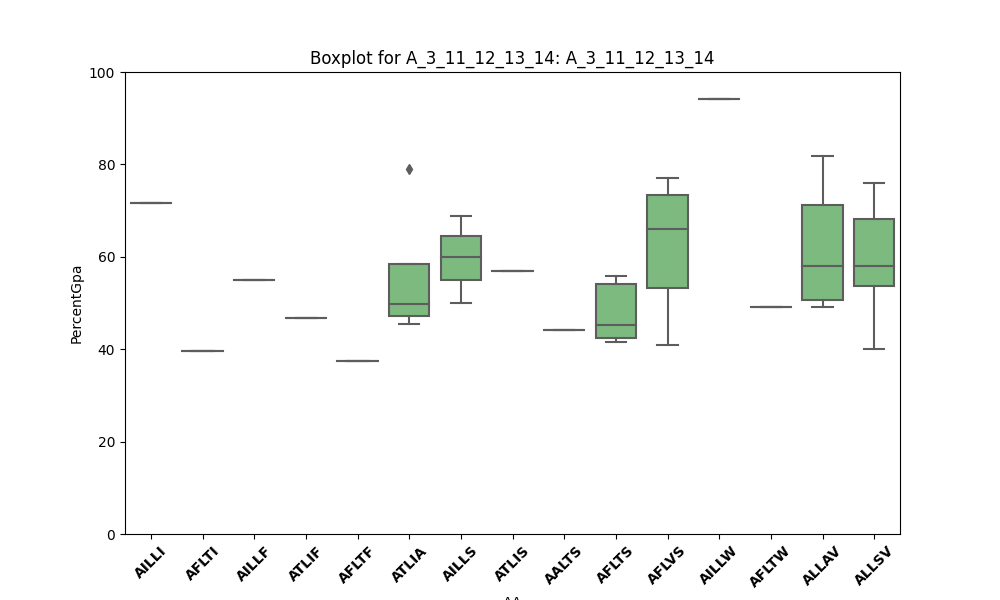 Boxplot for A_3_11_12_13_14: A_3_11_12_13_14
PercentGpa
100
80
60
40
20
0
AILLI AFLTI AILLF ATLIF AFLTF ATLIA AILLS ATLIS AALTS AFLTS AFLVS AILLW AFLTW ALLAV ALLSV